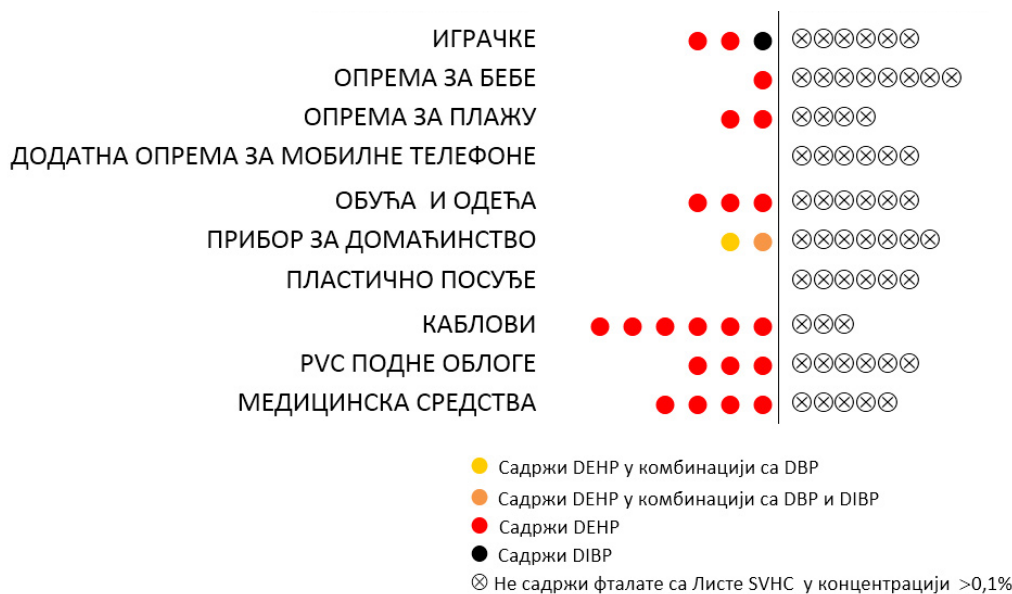 ИГРАЧКЕ
ОПРЕМА ЗА БЕБЕ
ОПРЕМА ЗА ПЛАЖУ
ДОДАТНА ОПРЕМА ЗА МОБИЛНЕ ТЕЛЕФОНЕ
ОБУЋА И ОДЕЋА
ПРИБОР ЗА ДОМАЋИНСТВО
ПЛАСТИЧНО ПОСУЂЕ
КАБЛОВИ
PVC ПОДНЕ ОБЛОГЕ
МЕДИЦИНСКА СРЕДСТВА
Садржи DEHP у комбинацији са DBP
Садржи DEHP у комбинацији са DBP и DIBP
Садржи DEHP
Садржи DIBP
Не садржи фталате са Листе SVHC у концентрацији >0,1%